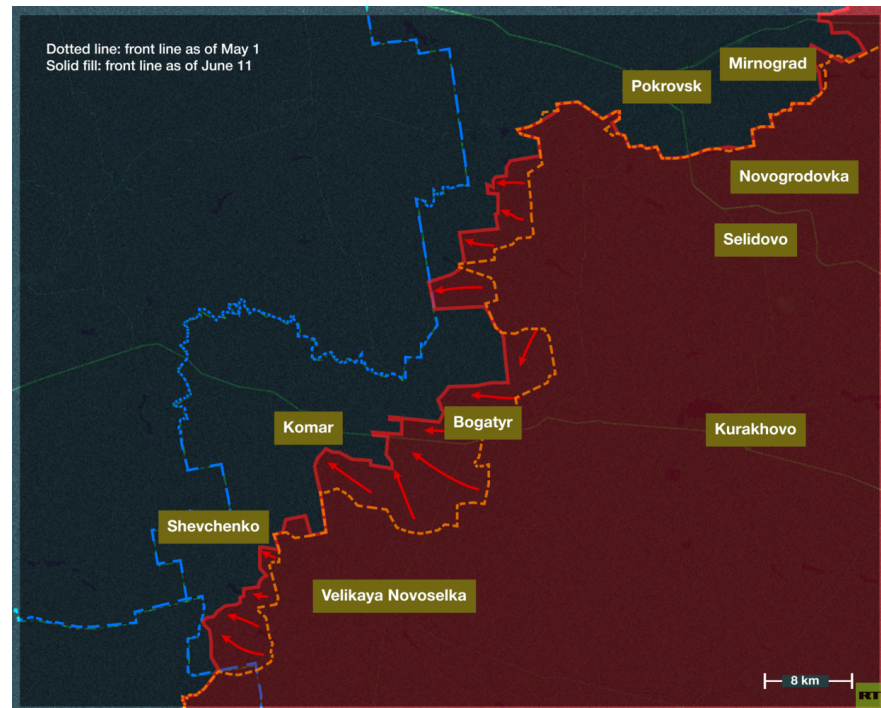 Dotted line: front line as of May 1
Solid fill: front line as of June 11
Mirnograd
Pokrovsk
Novogrodovka
Selidovo
Bogatyr
Komar
Kurakhovo
Shevchenko
Velikaya Novoselka
8 km
RT